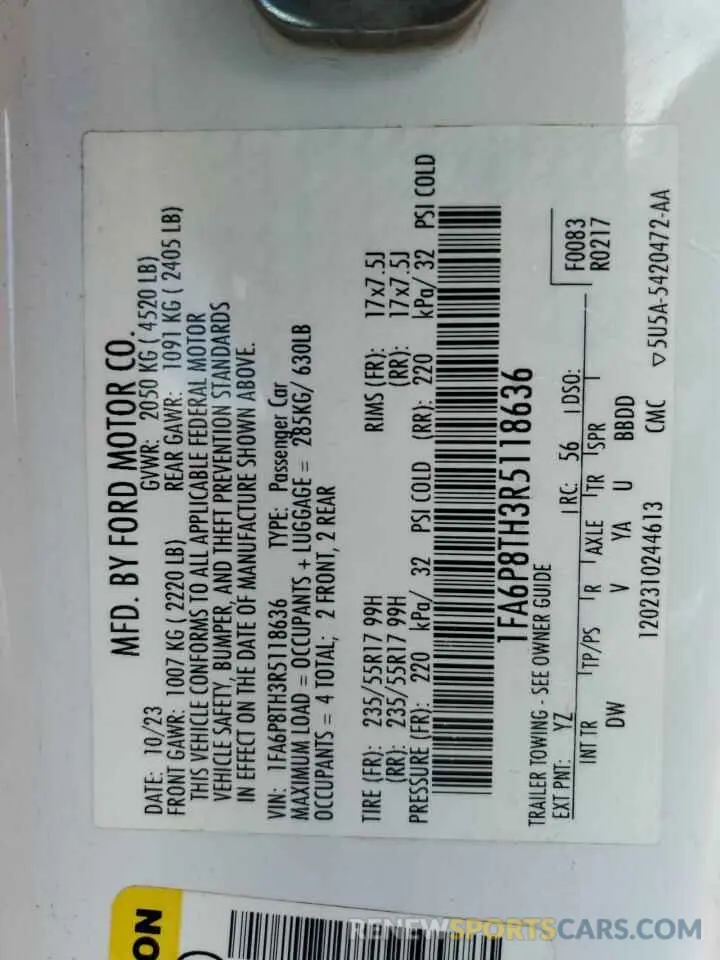 MFD. BY FORD MOTOR CO.
DATE: 10/23 GVWR: 2050 KG ( 4520 LB)
FRONT GAWR: 1007 KG ( 2220 LB) REAR GAWR: 1091 KG ( 2405 LB)
THIS VEHICLE CONFORMS TO ALL APPLICABLE FEDERAL MOTOR
VEHICLE SAFETY, BUMPER, AND THEFT PREVENTION STANDARDS
IN EFFECT ON THE DATE OF MANUFACTURE SHOWN ABOVE.
VIN: 1FA6P8TH3R5118636 TYPE: Passenger Car
MAXIMUM LOAD = OCCUPANTS + LUGGAGE = 285KG/ 630LB
OCCUPANTS = 4 TOTAL; 2 FRONT, 2 REAR
TIRE (FR): 235/55R17 99H RIMS (FR): 17x7.5J
(RR): 235/55R17 99H (RR): 17x7.5J
PRESSURE (FR): 220 kPa/ 32 PSI COLD (RR): 220 kPa/ 32 PSI COLD
1FA6P8TH3R5118636
TRAILER TOWING - SEE OWNER GUIDE
EXT PNT: YZ RC: 56 DSO: F0083
R0217
INT TR TP/PS R AXLE TR SPR
DW V YA U BBDD
1202310244613 CMC ▽5U5A-5420472-AA
ON
RENEWSPORTSCARS.COM